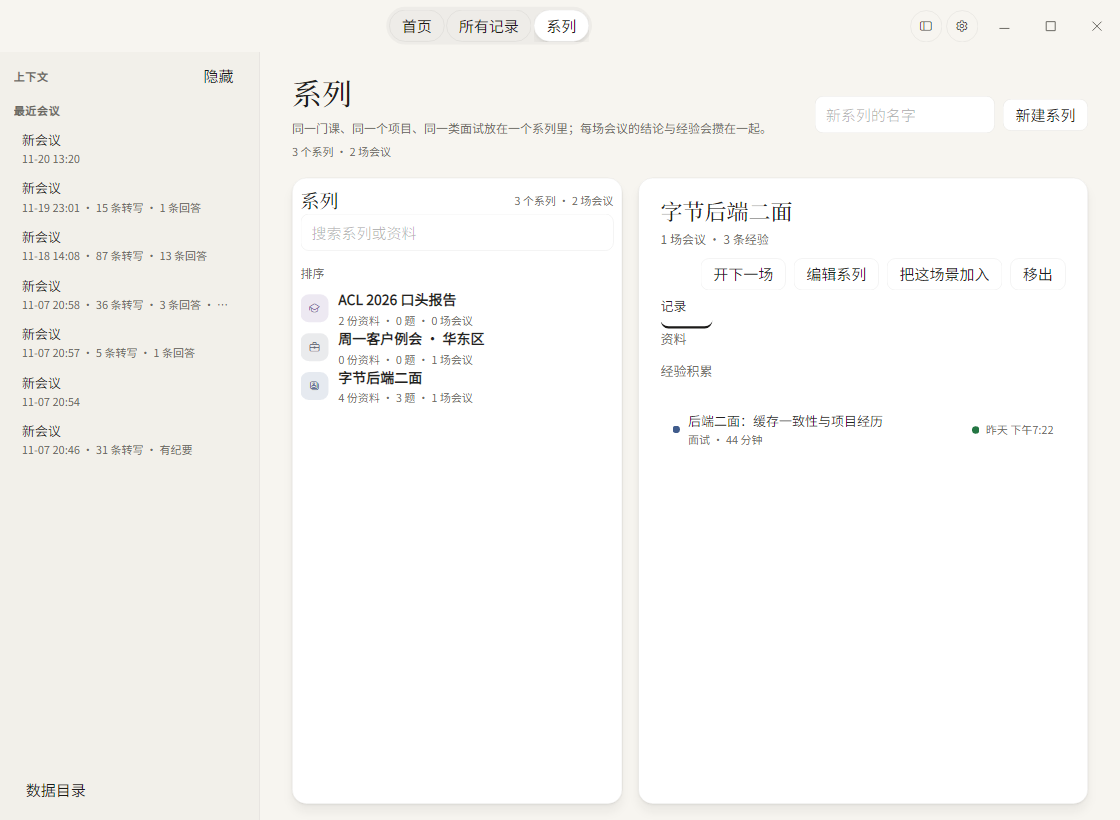 首页 所有记录 系列
上下文 隐藏
最近会议
新会议
11-20 13:20
新会议
11-19 23:01 • 15 条转写 • 1 条回答
新会议
11-18 14:08 • 87 条转写 • 13 条回答
新会议
11-07 20:58 • 36 条转写 • 3 条回答 • …
新会议
11-07 20:57 • 5 条转写 • 1 条回答
新会议
11-07 20:54
新会议
11-07 20:46 • 31 条转写 • 有纪要
数据目录
系列
同一门课、同一个项目、同一类面试放在一个系列里；每场会议的结论与经验会攒在一起。
3 个系列 • 2 场会议
新系列的名字 新建系列
系列 3 个系列 • 2 场会议
搜索系列或资料
排序
ACL 2026 口头报告
2 份资料 • 0 题 • 0 场会议
周一客户例会 • 华东区
0 份资料 • 0 题 • 1 场会议
字节后端二面
4 份资料 • 3 题 • 1 场会议
字节后端二面
1 场会议 • 3 条经验
开下一场 编辑系列 把这场景加入 移出
记录
资料
经验积累
后端二面：缓存一致性与项目经历
面试 • 44 分钟
昨天 下午7:22